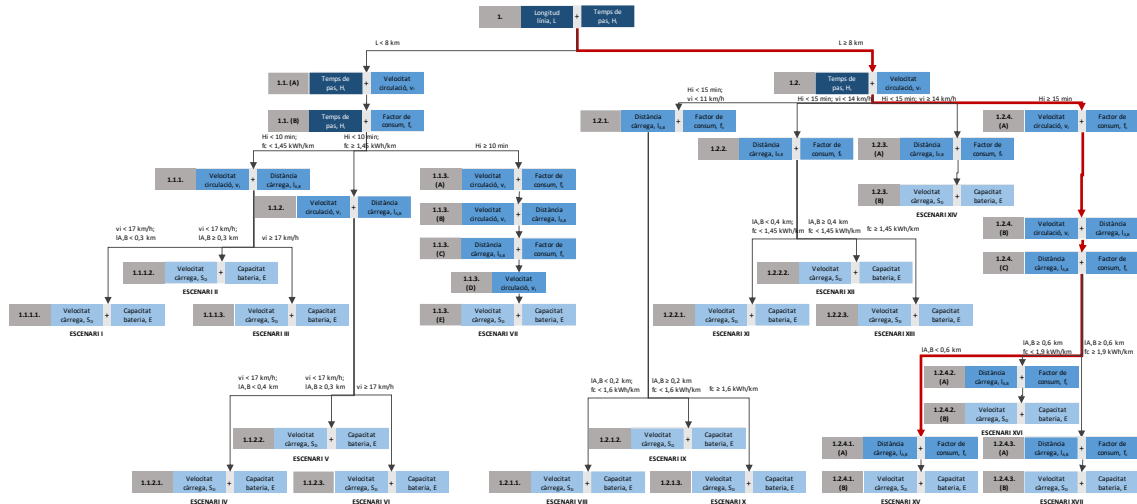 1.
Longitud
línia, L
+
Temps de
pas, Hi
L < 8 km
L ≥ 8 km
1.1. (A)
Temps de
pas, Hi
+
Velocitat
circulació, vi
1.2.
Temps de
pas, Hi
+
Velocitat
circulació, vi
1.1. (B)
Temps de
pas, Hi
+
Factor de
consum, fc
Hi < 15 min;
vi < 11 km/h
Hi < 15 min; vi < 14 km/h
Hi < 15 min; vi ≥ 14 km/h
Hi ≥ 15 min
1.2.1.
Distància
càrrega, lA,B
+
Factor de
consum, fc
1.2.4.
(A)
Velocitat
circulació, vi
+
Factor de
consum, fc
Hi < 10 min;
fc < 1,45 kWh/km
Hi < 10 min;
fc ≥ 1,45 kWh/km
Hi ≥ 10 min
1.2.2.
Distància
càrrega, lA,B
+
Factor de
consum, fc
1.2.3.
(A)
Distància
càrrega, lA,B
+
Factor de
consum, fc
1.1.1.
Velocitat
circulació, vi
+
Distància
càrrega, lA,B
1.1.3.
(A)
Velocitat
circulació, vi
+
Factor de
consum, fc
1.2.3.
(B)
Velocitat
càrrega, SD
+
Capacitat
bateria, E
ESCENARI XIV
1.1.2.
Velocitat
circulació, vi
+
Distància
càrrega, lA,B
1.1.3.
(B)
Velocitat
circulació, vi
+
Distància
càrrega, lA,B
1.2.4.
(B)
Velocitat
circulació, vi
+
Distància
càrrega, lA,B
vi < 17 km/h;
lA,B < 0,3 km
vi < 17 km/h;
lA,B ≥ 0,3 km
vi ≥ 17 km/h
1.1.3.
(C)
Distància
càrrega, lA,B
+
Factor de
consum, fc
lA,B < 0,4 km;
fc < 1,45 kWh/km
lA,B ≥ 0,4 km
fc < 1,45 kWh/km
fc ≥ 1,45 kWh/km
1.2.4.
(C)
Distància
càrrega, lA,B
+
Factor de
consum, fc
1.1.1.2.
Velocitat
càrrega, SD
+
Capacitat
bateria, E
ESCENARI II
1.1.3.
(D)
Velocitat
circulació, vi
1.2.2.2.
Velocitat
càrrega, SD
+
Capacitat
bateria, E
ESCENARI XII
1.1.1.1.
Velocitat
càrrega, SD
+
Capacitat
bateria, E
ESCENARI I
1.1.1.3.
Velocitat
càrrega, SD
+
Capacitat
bateria, E
ESCENARI III
1.1.3.
(E)
Velocitat
càrrega, SD
+
Capacitat
bateria, E
ESCENARI VII
1.2.2.1.
Velocitat
càrrega, SD
+
Capacitat
bateria, E
ESCENARI XI
1.2.2.3.
Velocitat
càrrega, SD
+
Capacitat
bateria, E
ESCENARI XIII
lA,B < 0,6 km
lA,B ≥ 0,6 km
fc < 1,9 kWh/km
lA,B ≥ 0,6 km
fc ≥ 1,9 kWh/km
vi < 17 km/h;
lA,B < 0,4 km
vi < 17 km/h;
lA,B ≥ 0,3 km
vi ≥ 17 km/h
lA,B < 0,2 km;
fc < 1,6 kWh/km
lA,B ≥ 0,2 km
fc < 1,6 kWh/km
fc ≥ 1,6 kWh/km
1.2.4.2.
(A)
Distància
càrrega, lA,B
+
Factor de
consum, fc
1.2.4.2.
(B)
Velocitat
càrrega, SD
+
Capacitat
bateria, E
ESCENARI XVI
1.1.2.2.
Velocitat
càrrega, SD
+
Capacitat
bateria, E
ESCENARI V
1.2.1.2.
Velocitat
càrrega, SD
+
Capacitat
bateria, E
ESCENARI IX
1.2.4.1.
(A)
Distància
càrrega, lA,B
+
Factor de
consum, fc
1.2.4.3.
(A)
Distància
càrrega, lA,B
+
Factor de
consum, fc
1.1.2.1.
Velocitat
càrrega, SD
+
Capacitat
bateria, E
ESCENARI IV
1.1.2.3.
Velocitat
càrrega, SD
+
Capacitat
bateria, E
ESCENARI VI
1.2.1.1.
Velocitat
càrrega, SD
+
Capacitat
bateria, E
ESCENARI VIII
1.2.1.3.
Velocitat
càrrega, SD
+
Capacitat
bateria, E
ESCENARI X
1.2.4.1.
(B)
Velocitat
càrrega, SD
+
Capacitat
bateria, E
ESCENARI XV
1.2.4.3.
(B)
Velocitat
càrrega, SD
+
Capacitat
bateria, E
ESCENARI XVII